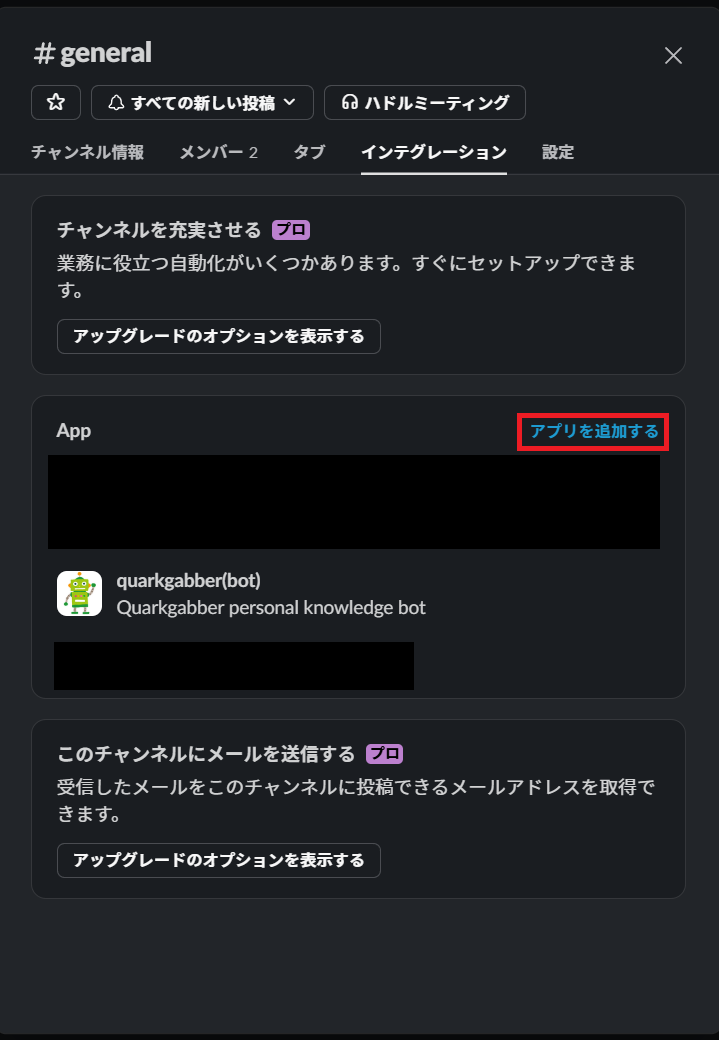 # general
すべての新しい投稿
ハドルミーティング
チャンネル情報 メンバー 2 タブ インテグレーション 設定
チャンネルを充実させる プロ
業務に役立つ自動化がいくつかあります。すぐにセットアップできま
す。
アップグレードのオプションを表示する
App アプリを追加する
quarkgabber(bot)
Quarkgabber personal knowledge bot
このチャンネルにメールを送信する プロ
受信したメールをこのチャンネルに投稿できるメールアドレスを取得で
きます。
アップグレードのオプションを表示する